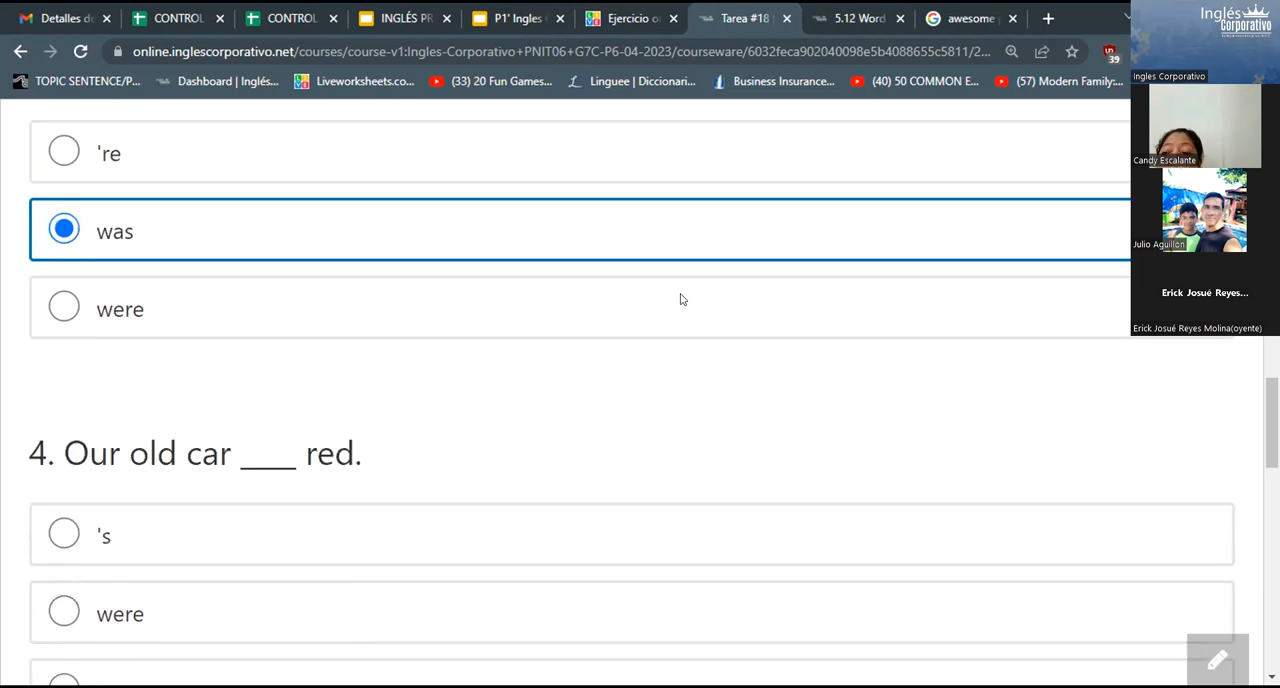 Detalles de
CONTROL
CONTROL
INGLÉS PR
P1' Ingles
Ejercicio o
Tarea #18
5.12 Word
awesome
online.inglescorporativo.net/courses/course-v1:Ingles-Corporativo+PNIT06+G7C-P6-04-2023/courseware/6032feca902040098e5b4088655c5811/2...
39
TOPIC SENTENCE/P...
Dashboard | Inglés...
Liveworksheets.co...
(33) 20 Fun Games...
Linguee | Diccionari...
Business Insurance...
(40) 50 COMMON E...
(57) Modern Family:...
Inglés
Corporativo
Ingles Corporativo
Candy Escalante
Julio Aguillon
Erick Josué Reyes...
Erick Josué Reyes Molina(oyente)
're
was
were
4. Our old car ____ red.
's
were